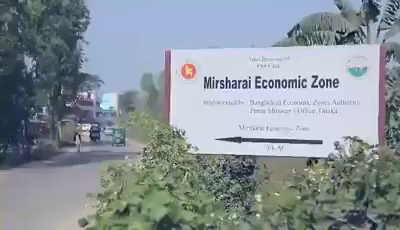 Mirsharai Economic Zone
Implemented by : Bangladesh Economic Zones Authority
Prime Minister's Office, Dhaka
Mirsharai Economic Zone